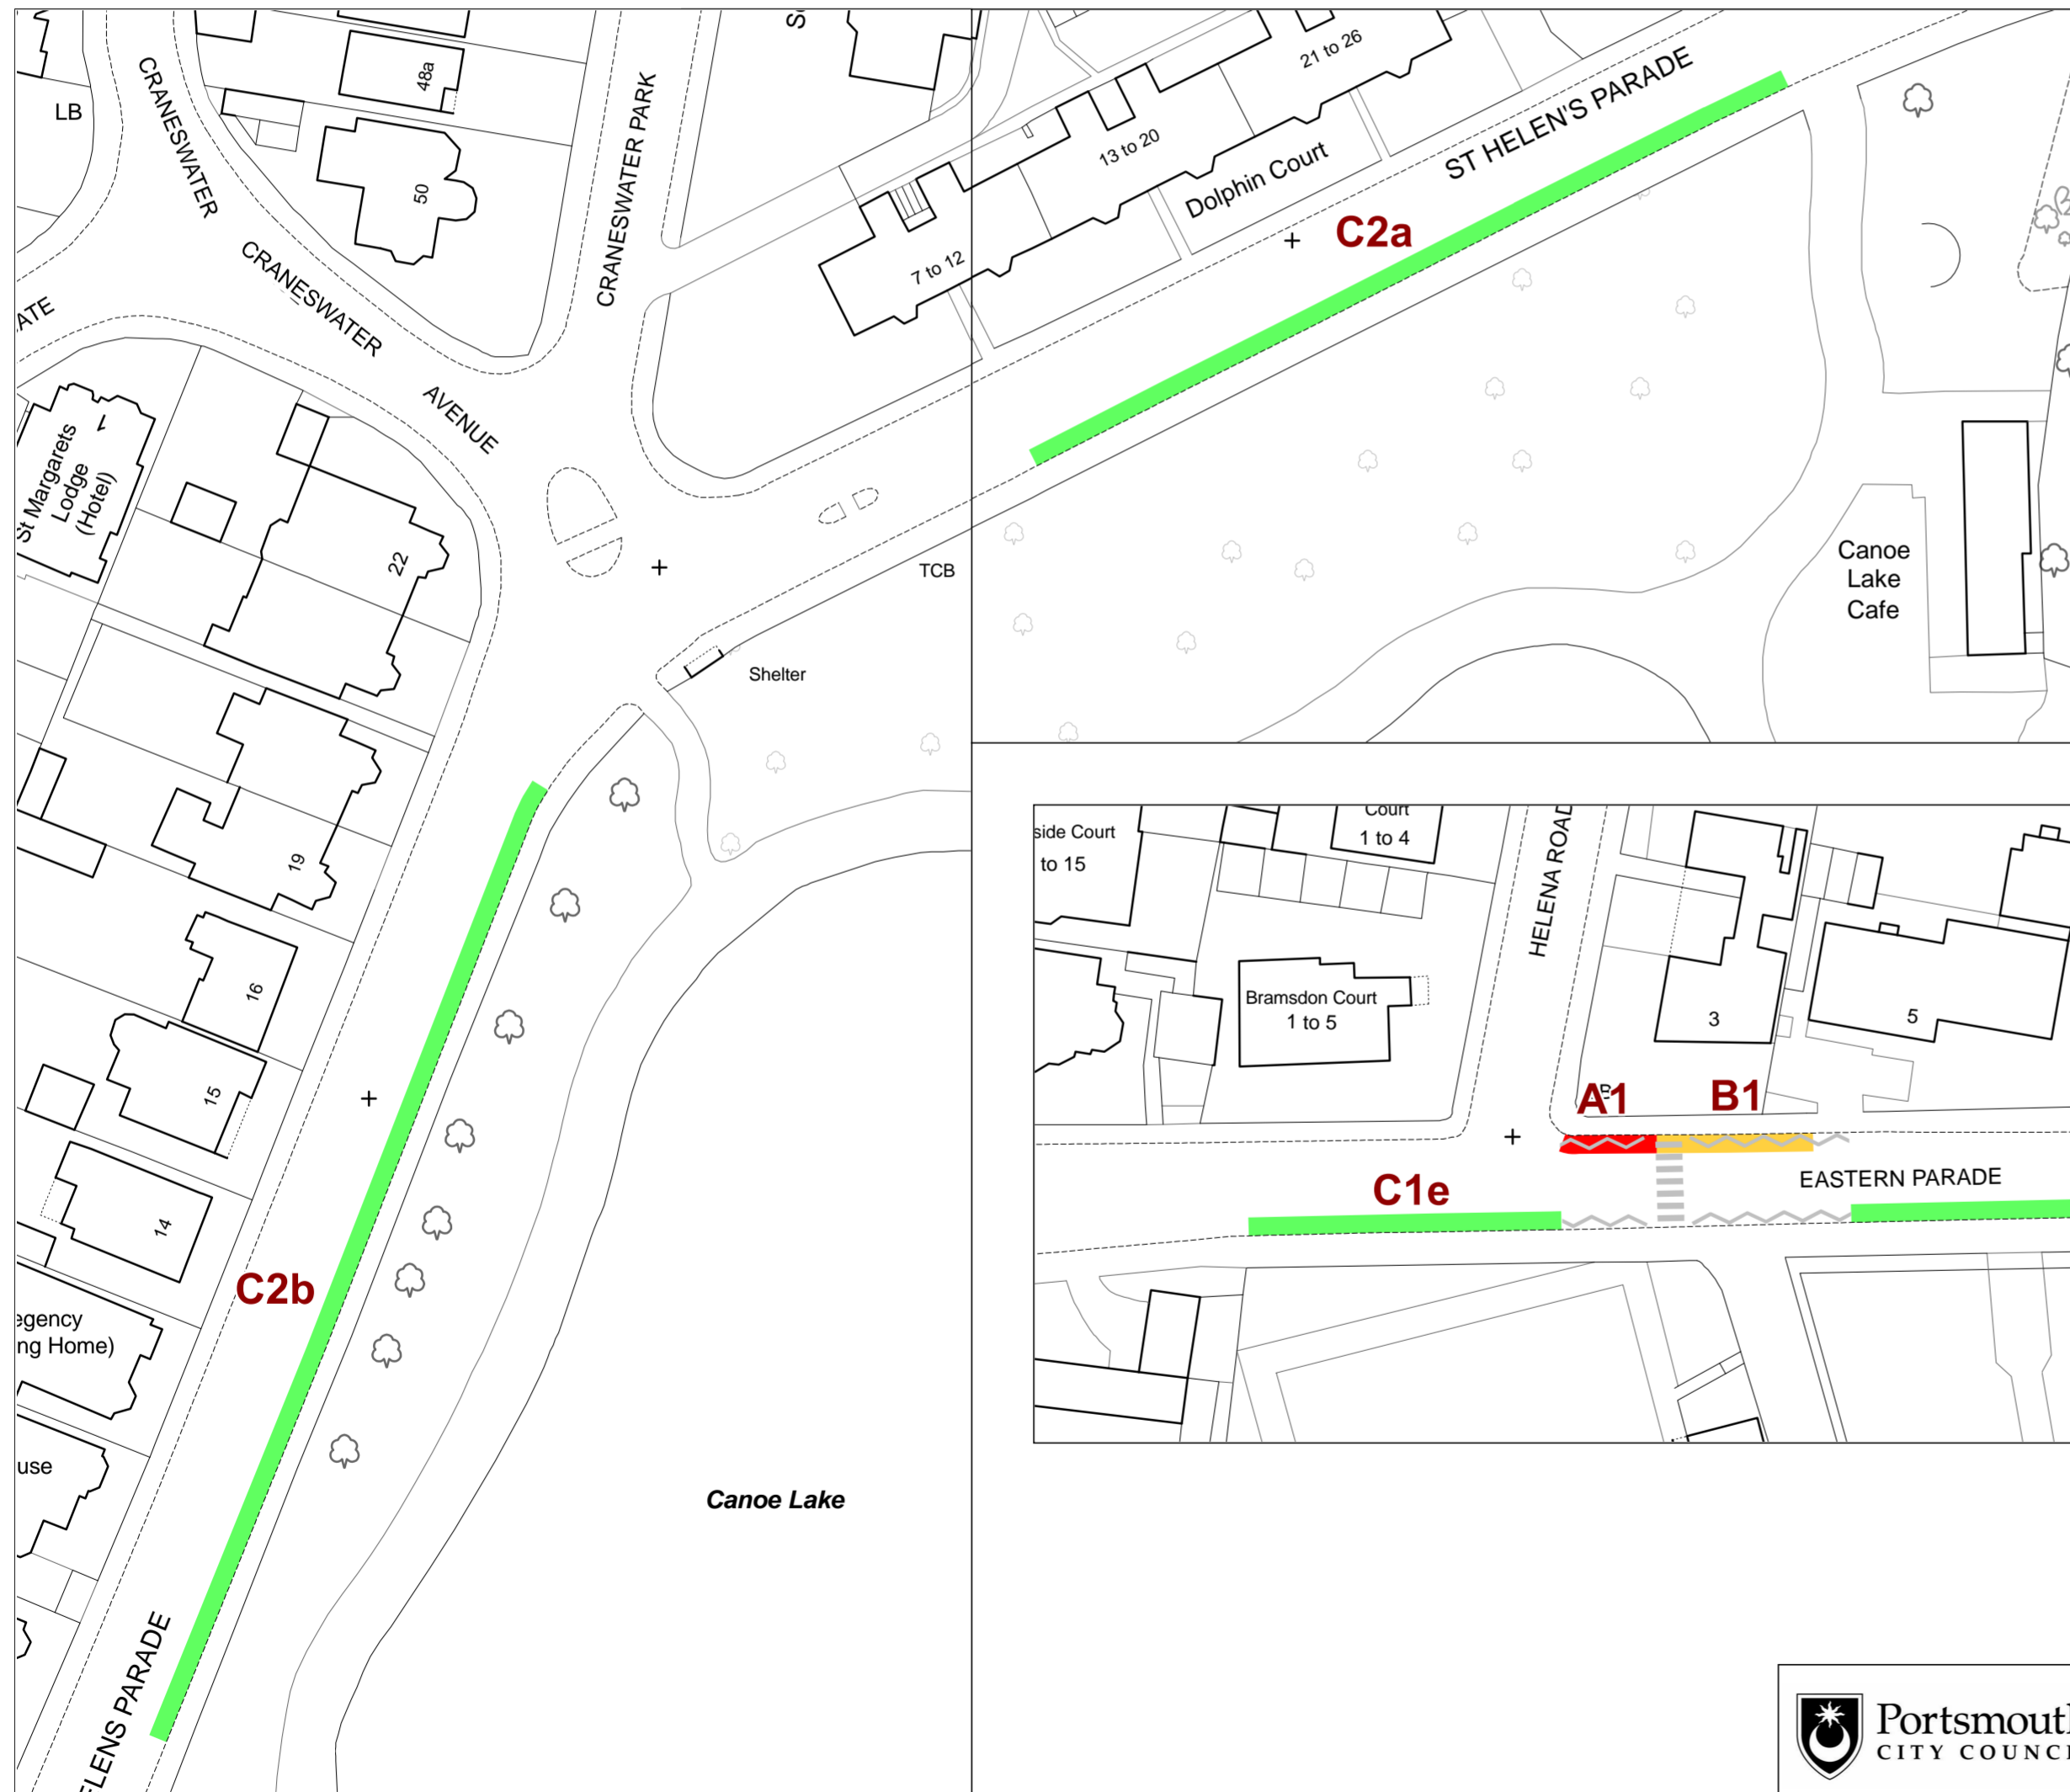 LB
CRANESWATER
48a
50
CRANESWATER PARK
CRANESWATER
AVENUE
ATE
1
St Margarets
Lodge
(Hotel)
22
19
16
15
14
C2b
egency
ng Home)
use
ELENS PARADE
TCB
Shelter
Canoe Lake
21 to 26
13 to 20
7 to 12
Dolphin Court
ST HELEN'S PARADE
C2a
Canoe
Lake
Cafe
side Court
to 15
Court
1 to 4
HELENA ROAD
Bramsdon Court
1 to 5
3
5
A1
B1
C1e
EASTERN PARADE
Portsmouth
CITY COUNC